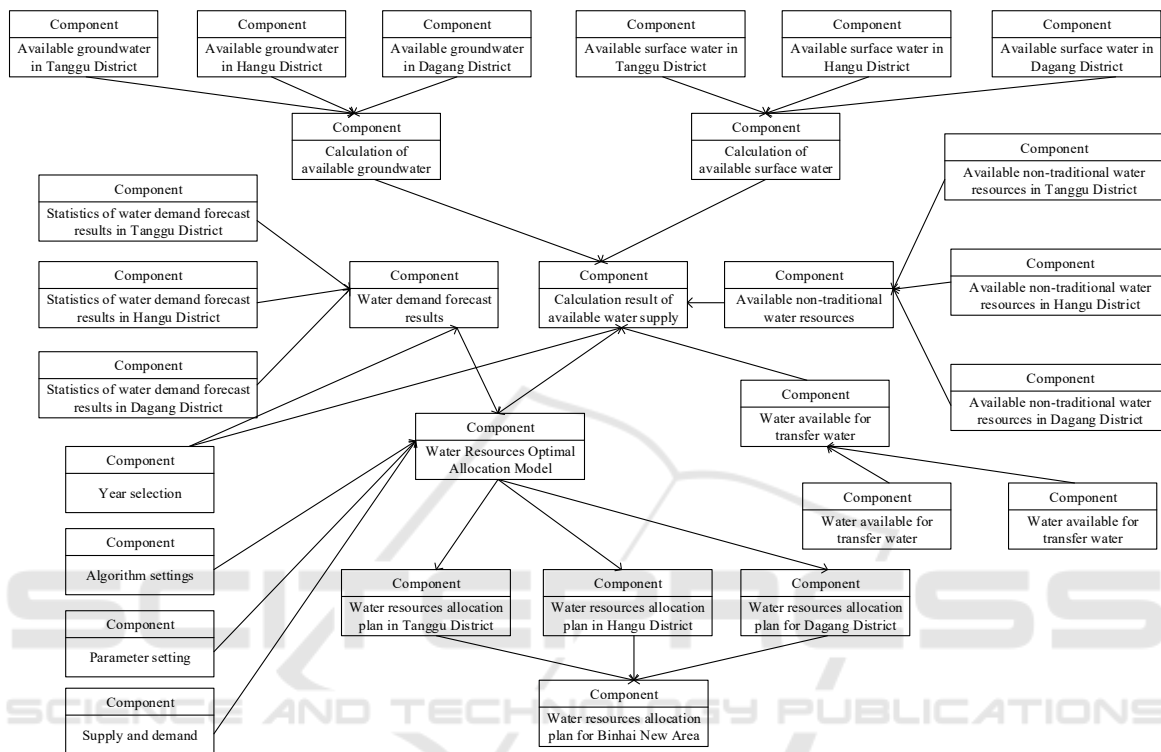 Component
Available groundwater
in Tanggu District
Component
Available groundwater
in Hangu District
Component
Available groundwater
in Dagang District
Component
Available surface water in
Tanggu District
Component
Available surface water in
Hangu District
Component
Available surface water in
Dagang District
Component
Calculation of
available groundwater
Component
Calculation of
available surface water
Component
Available non-traditional water
resources in Tanggu District
Component
Statistics of water demand forecast
results in Tanggu District
Component
Statistics of water demand forecast
results in Hangu District
Component
Water demand forecast
results
Component
Calculation result of
available water supply
Component
Available non-traditional
water resources
Component
Available non-traditional water
resources in Hangu District
Component
Statistics of water demand forecast
results in Dagang District
Component
Water available for
transfer water
Component
Available non-traditional water
resources in Dagang District
Component
Water Resources Optimal
Allocation Model
Component
Year selection
Component
Water available for
transfer water
Component
Water available for
transfer water
Component
Algorithm settings
Component
Water resources allocation
plan in Tanggu District
Component
Water resources allocation
plan in Hangu District
Component
Water resources allocation
plan for Dagang District
Component
Parameter setting
Component
Supply and demand
Component
Water resources allocation
plan for Binhai New Area
SCITEPRESS
SCIENCE AND TECHNOLOGY PUBLICATIONS